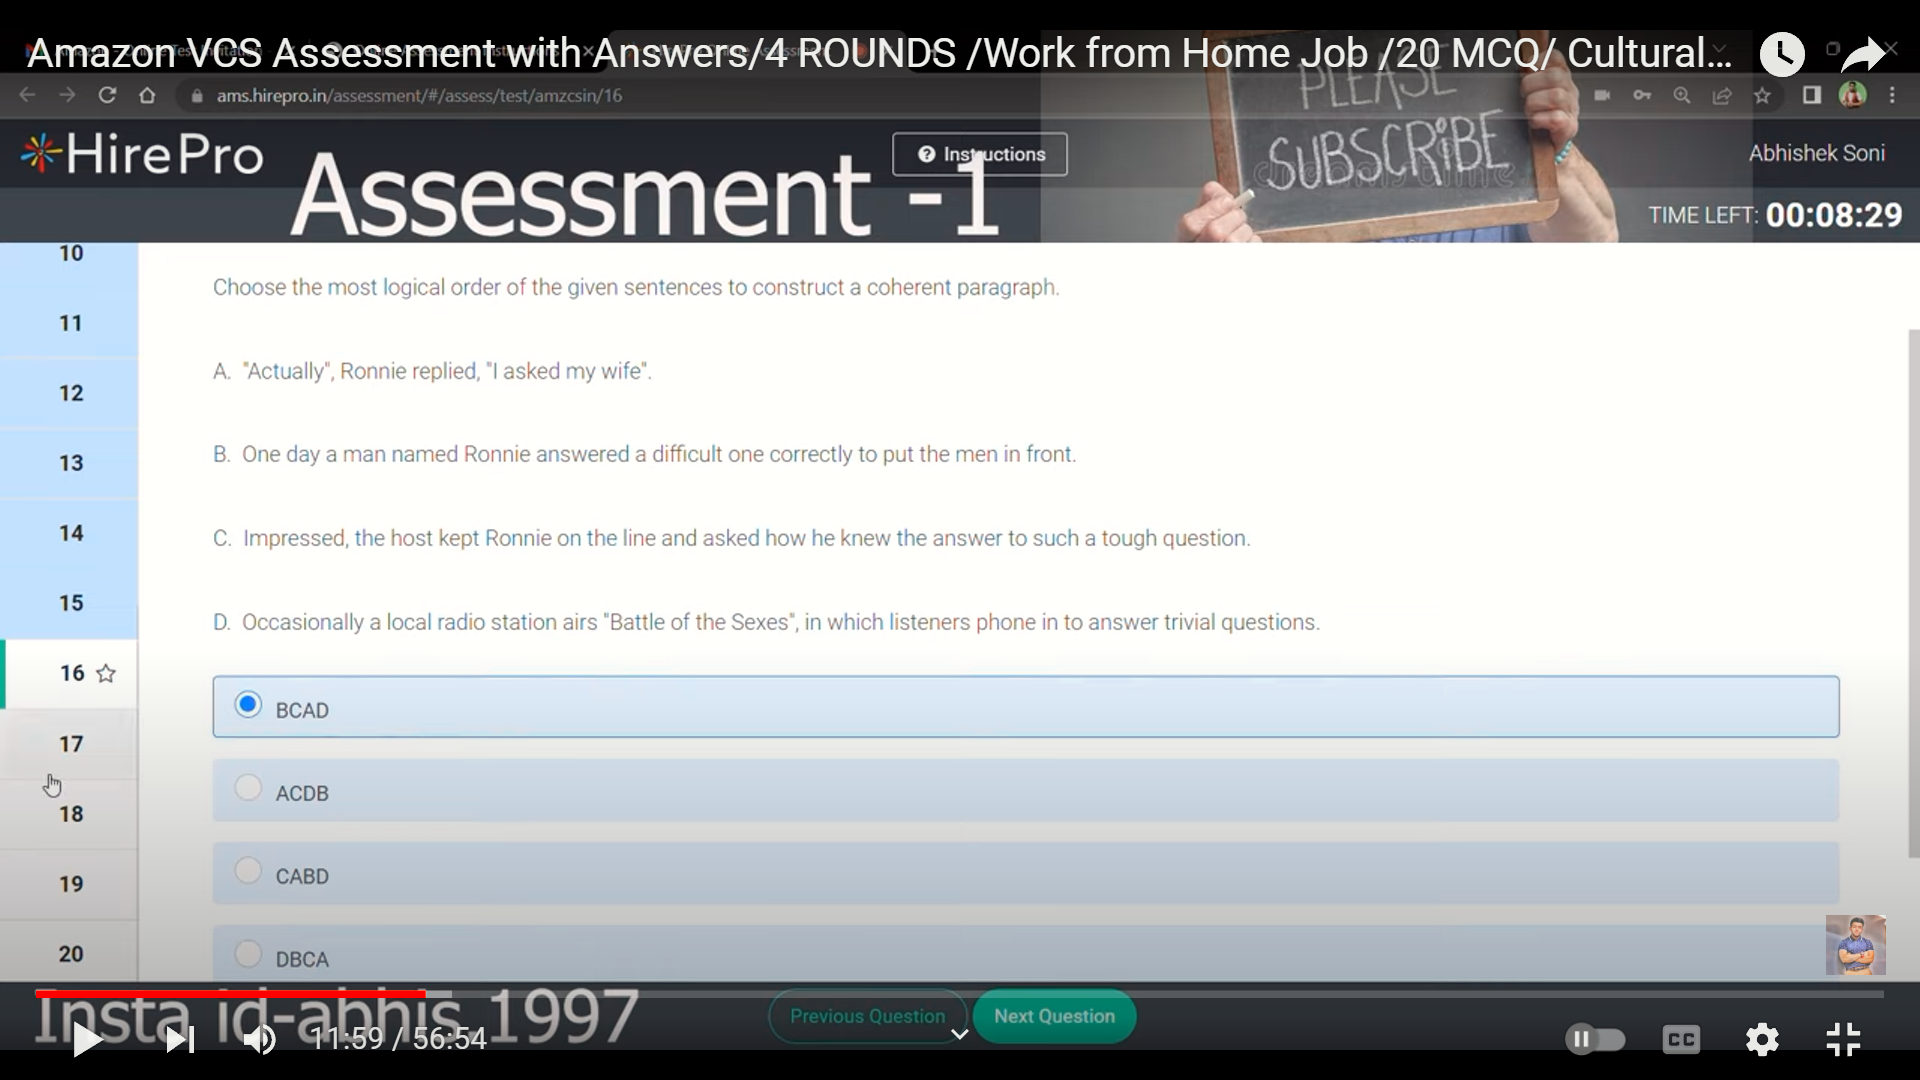 Amazon VCS Assessment with Answers/4 ROUNDS /Work from Home Job /20 MCQ/ Cultural...
ams.hirepro.in/assessment/#/assess/test/amzcsin/16
PLEASE
SUBSCRIBE
HirePro
Instructions
Abhishek Soni
Assessment -1
TIME LEFT: 00:08:29
10
11
12
13
14
15
16
17
18
19
20
Choose the most logical order of the given sentences to construct a coherent paragraph.
A. "Actually", Ronnie replied, "I asked my wife".
B. One day a man named Ronnie answered a difficult one correctly to put the men in front.
C. Impressed, the host kept Ronnie on the line and asked how he knew the answer to such a tough question.
D. Occasionally a local radio station airs "Battle of the Sexes", in which listeners phone in to answer trivial questions.
BCAD
ACDB
CABD
DBCA
Insta id-abhis_1997
Previous Question
Next Question
11:59 / 56:54
CC